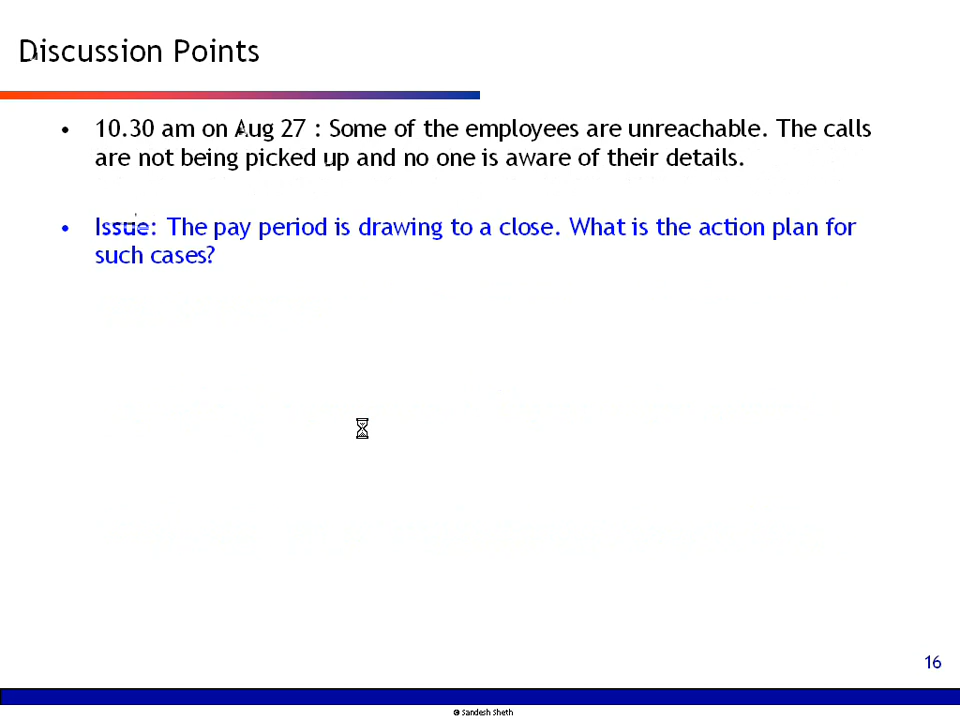 Discussion Points
• 10.30 am on Aug 27 : Some of the employees are unreachable. The calls
are not being picked up and no one is aware of their details.
• Issue: The pay period is drawing to a close. What is the action plan for
such cases?
16
© Sandesh Sheth